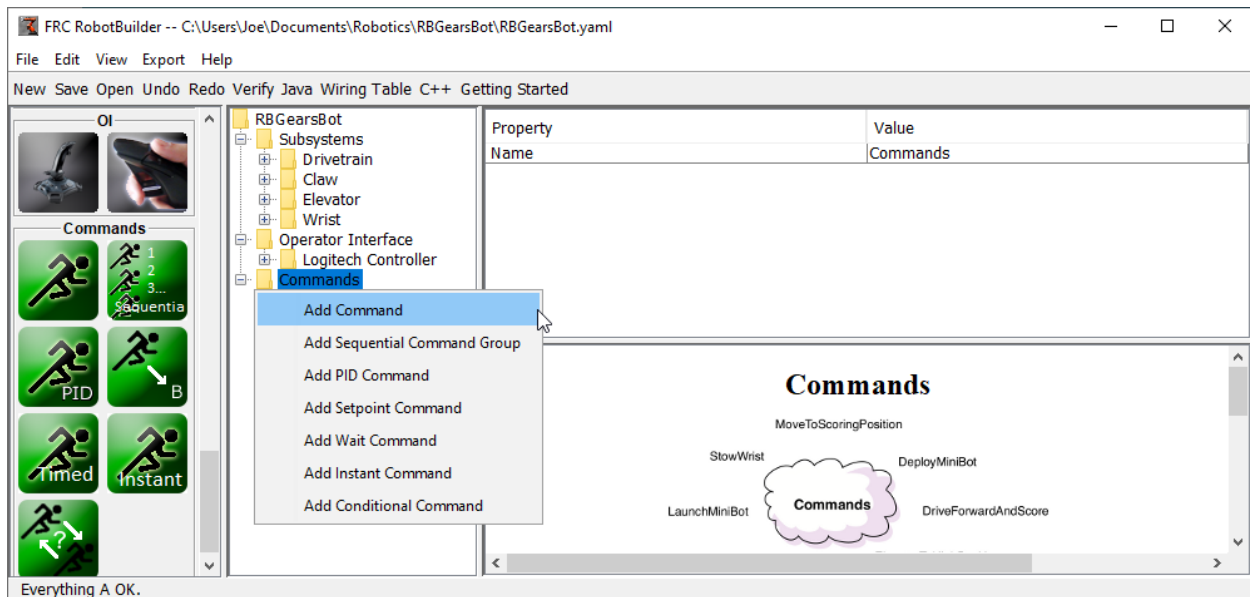 FRC RobotBuilder -- C:\Users\Joe\Documents\Robotics\RBGearsBot\RBGearsBot.yaml
File Edit View Export Help
New Save Open Undo Redo Verify Java Wiring Table C++ Getting Started
OI
Commands
1
2
3...
Sequentia
PID
B
Timed
Instant
?
RBGearsBot
Subsystems
Drivetrain
Claw
Elevator
Wrist
Operator Interface
Logitech Controller
Commands
Add Command
Add Sequential Command Group
Add PID Command
Add Setpoint Command
Add Wait Command
Add Instant Command
Add Conditional Command
Property Value
Name Commands
Commands
MoveToScoringPosition
StowWrist
DeployMiniBot
Commands
LaunchMiniBot
DriveForwardAndScore
Everything A OK.